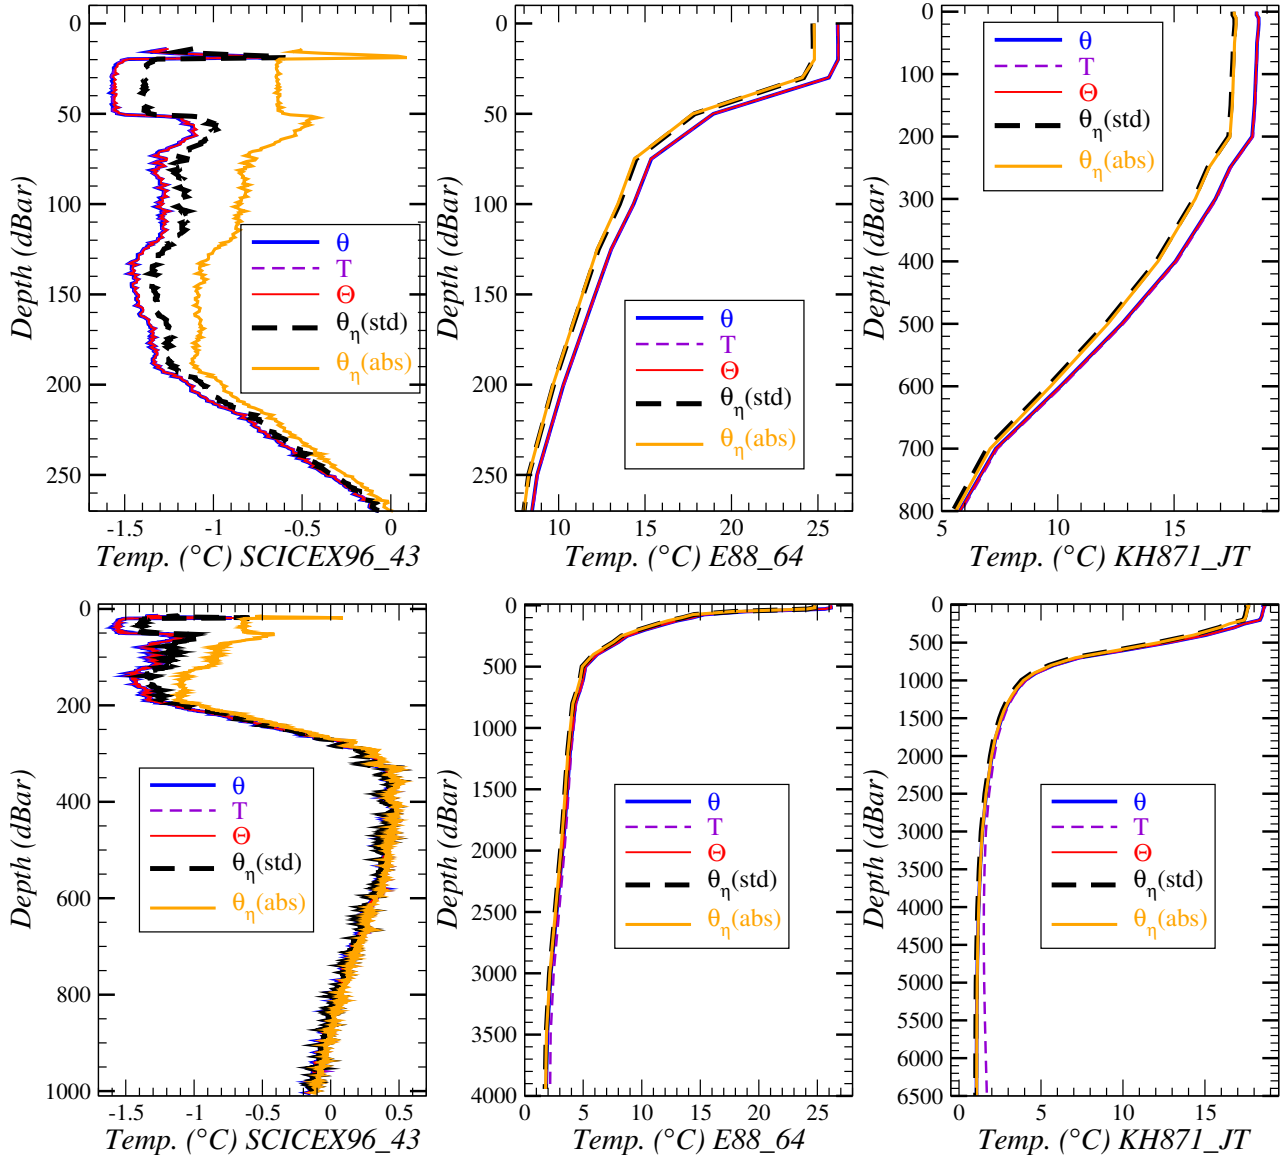 0
50
100
150
200
250
Depth (dBar)
-1.5
-1
-0.5
0
Temp. (°C) SCICEX96_43
θ
T
Θ
θη(std)
θη(abs)
0
50
100
150
200
250
Depth (dBar)
10
15
20
25
Temp. (°C) E88_64
θ
T
Θ
θη(std)
θη(abs)
0
100
200
300
400
500
600
700
800
Depth (dBar)
5
10
15
Temp. (°C) KH871_JT
θ
T
Θ
θη(std)
θη(abs)
0
200
400
600
800
1000
Depth (dBar)
-1.5
-1
-0.5
0
0.5
Temp. (°C) SCICEX96_43
θ
T
Θ
θη(std)
θη(abs)
0
500
1000
1500
2000
2500
3000
3500
4000
Depth (dBar)
0
5
10
15
20
25
Temp. (°C) E88_64
θ
T
Θ
θη(std)
θη(abs)
0
500
1000
1500
2000
2500
3000
3500
4000
4500
5000
5500
6000
6500
Depth (dBar)
0
5
10
15
Temp. (°C) KH871_JT
θ
T
Θ
θη(std)
θη(abs)